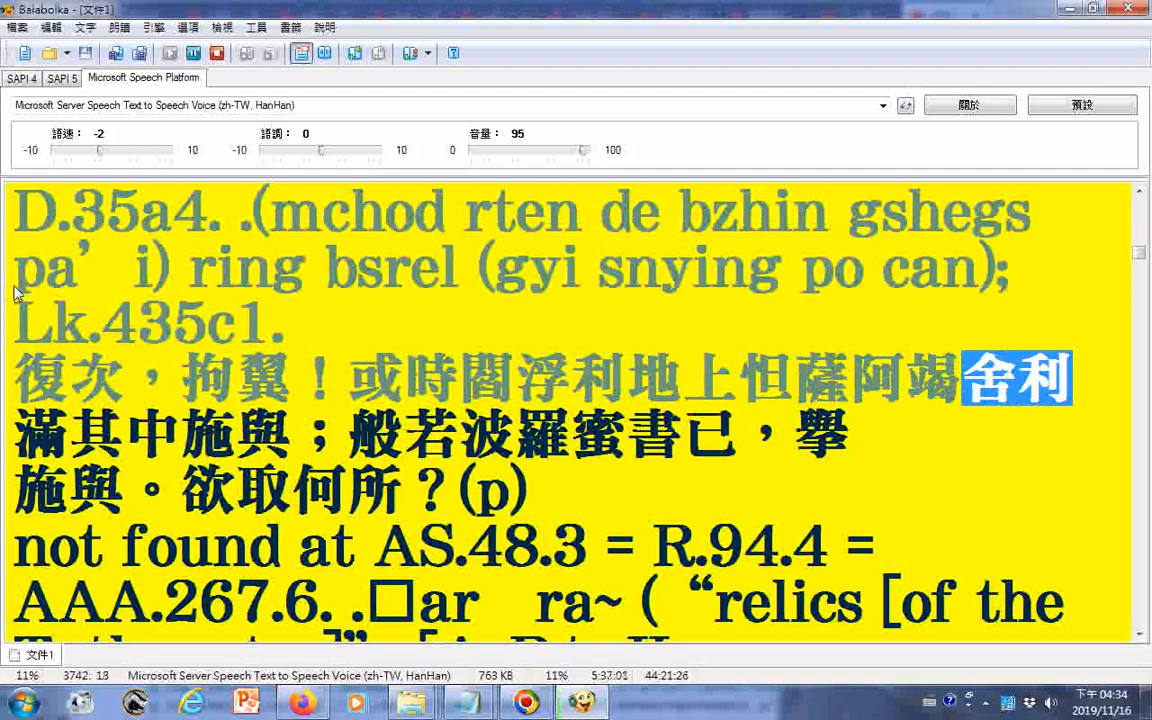 Balabolka - [文件1]
檔案 編輯 文字 朗讀 引擎 選項 檢視 工具 書籤 說明
SAPI 4 SAPI 5 Microsoft Speech Platform
Microsoft Server Speech Text to Speech Voice (zh-TW, HanHan) 關於 預設
語速： -2 語調： 0 音量： 95
-10 10 -10 10 0 100
D.35a4. .(mchod rten de bzhin gshegs
pa’ i) ring bsrel (gyi snying po can);
Lk.435c1.
復次，拘翼！或時閻浮利地上怛薩阿竭舍利
滿其中施與；般若波羅蜜書已，舉
施與。欲取何所？(p)
not found at AS.48.3 = R.94.4 =
AAA.267.6. .□ar ra~ ( “relics [of the
文件1
11% 3742: 18 Microsoft Server Speech Text to Speech Voice (zh-TW, HanHan) 763 KB 11% 5:37:01 44:21:26
下午 04:34
2019/11/16